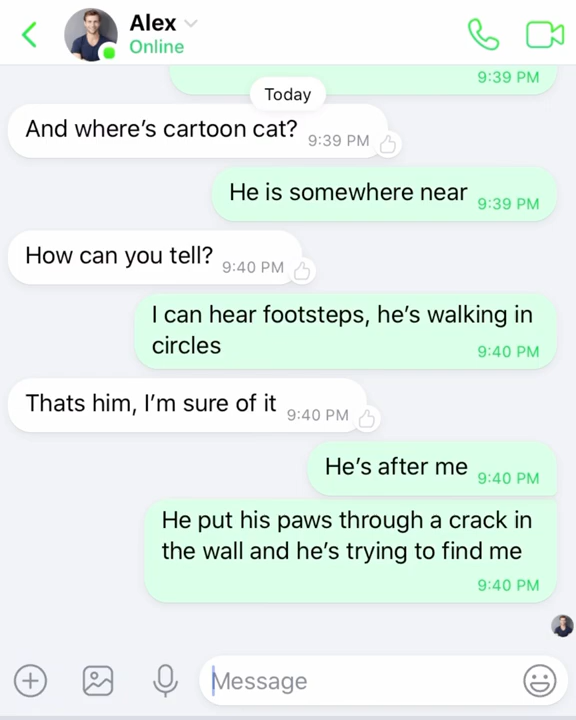 Alex
Online
9:39 PM
Today
And where’s cartoon cat?
9:39 PM
He is somewhere near
9:39 PM
How can you tell?
9:40 PM
I can hear footsteps, he’s walking in
circles
9:40 PM
Thats him, I’m sure of it
9:40 PM
He’s after me
9:40 PM
He put his paws through a crack in
the wall and he’s trying to find me
9:40 PM
Message